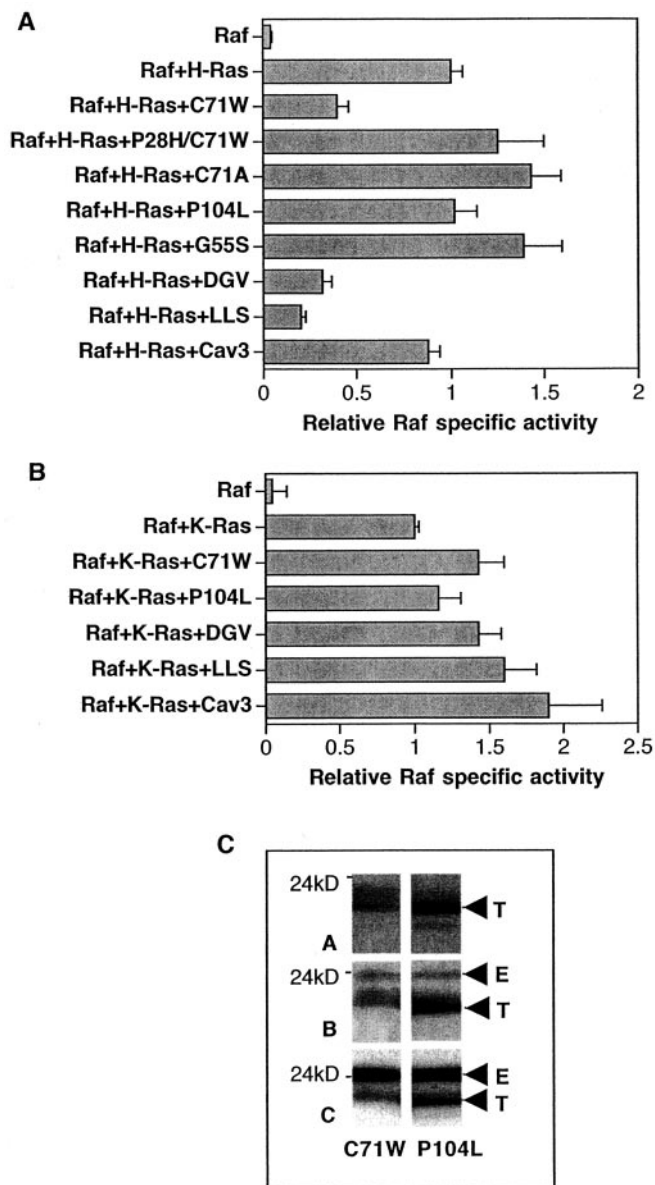 A
Raf
Raf+H-Ras
Raf+H-Ras+C71W
Raf+H-Ras+P28H/C71W
Raf+H-Ras+C71A
Raf+H-Ras+P104L
Raf+H-Ras+G55S
Raf+H-Ras+DGV
Raf+H-Ras+LLS
Raf+H-Ras+Cav3
0 0.5 1 1.5 2
Relative Raf specific activity
B
Raf
Raf+K-Ras
Raf+K-Ras+C71W
Raf+K-Ras+P104L
Raf+K-Ras+DGV
Raf+K-Ras+LLS
Raf+K-Ras+Cav3
0 0.5 1 1.5 2 2.5
Relative Raf specific activity
C
24kD
T
A
24kD E
T
B
24kD E
T
C
C71W P104L